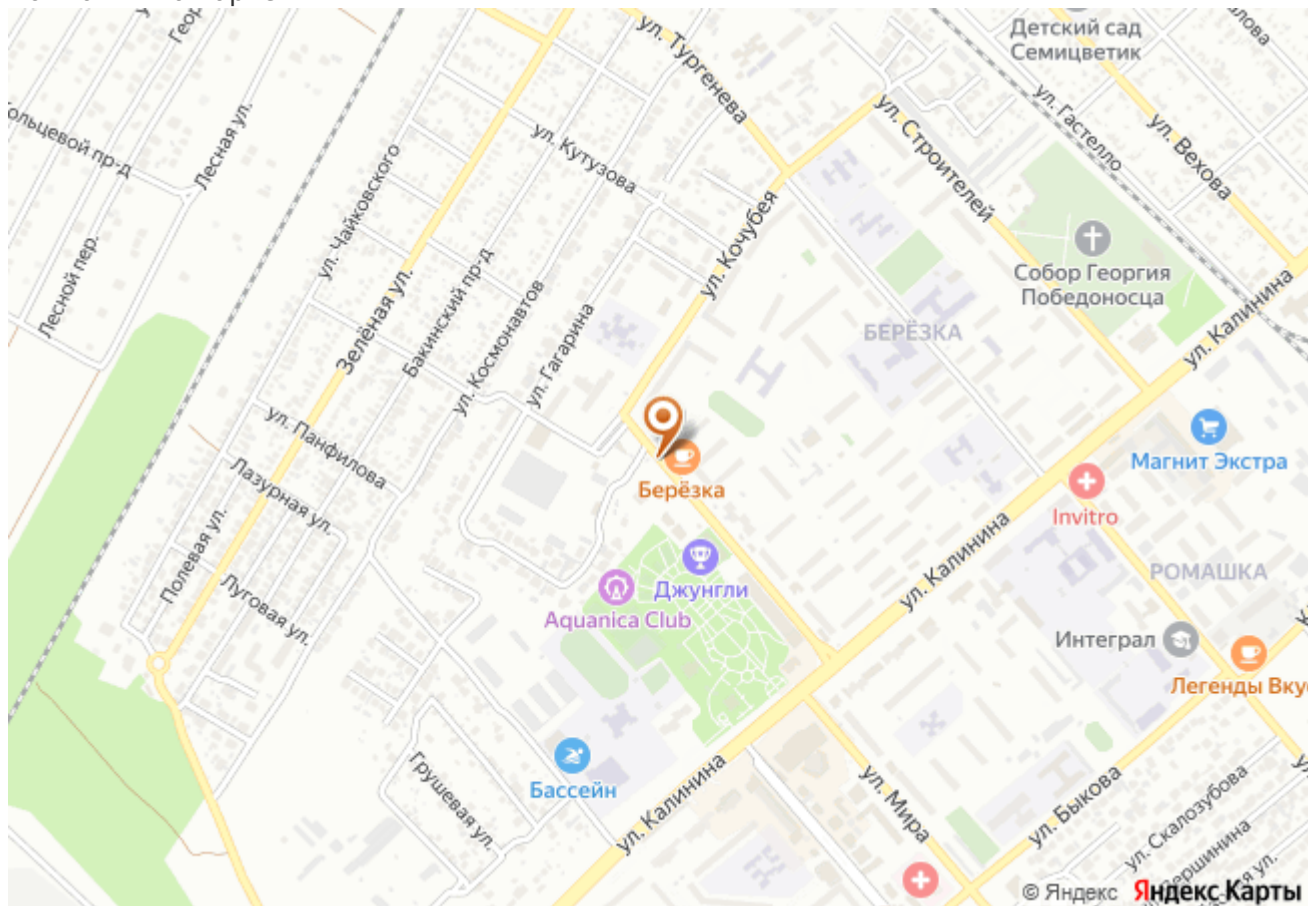 Детский сад
Семицветик
ул. Тургенева
Лесная ул.
ул. Гастелло
ул. Вехова
ул. Строителей
ул. Кутузова
ул. Чайковского
Лесной пер.
Зелёная ул.
Бакинский пр-д
ул. Космонавтов
ул. Гагарина
ул. Кочубея
Собор Георгия
Победоносца
БЕРЁЗКА
ул. Калинина
ул. Панфилова
Лазурная ул.
Берёзка
Магнит Экстра
Invitro
Полевая ул.
Луговая ул.
Джунгли
Aquanica Club
ул. Калинина
РОМАШКА
Интеграл
Легенды Вку
Бассейн
Грушевая ул.
ул. Калинина
ул. Мира
ул. Быкова
ул. Скалозубова
© Яндекс Яндекс Карты